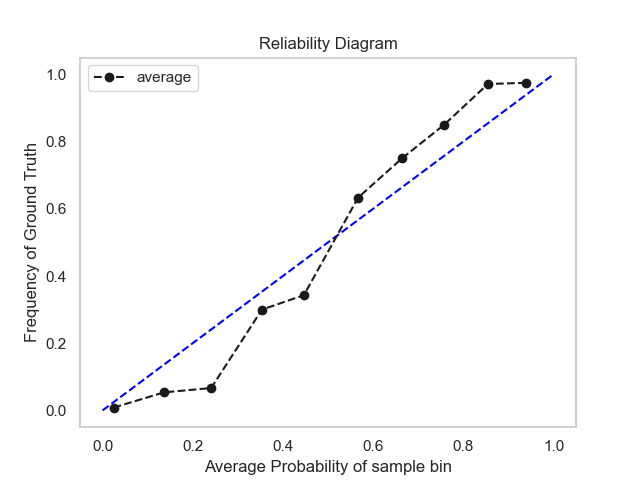 Reliability Diagram
average
Frequency of Ground Truth
1.0
0.8
0.6
0.4
0.2
0.0
0.0 0.2 0.4 0.6 0.8 1.0
Average Probability of sample bin